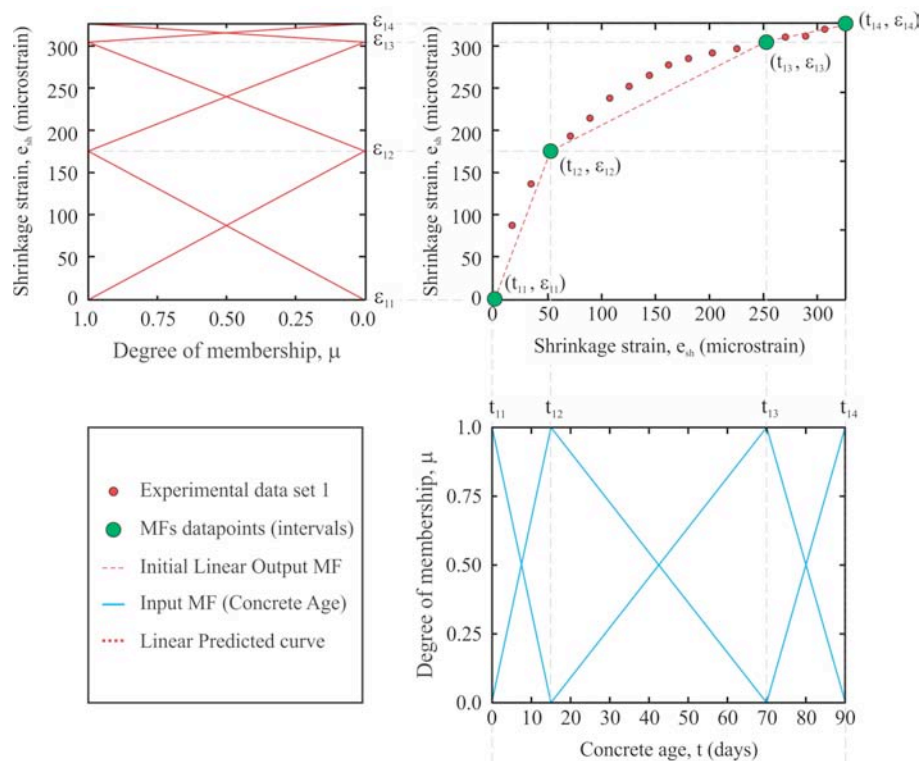 ε14
ε13
ε12
ε11
300
250
200
150
100
50
0
Shrinkage strain, esh (microstrain)
1.0 0.75 0.50 0.25 0.0
Degree of membership, μ
300
250
200
150
100
50
0
Shrinkage strain, esh (microstrain)
(t14 , ε14)
(t13 , ε13)
(t12 , ε12)
(t11 , ε11)
0 50 100 150 200 250 300
Shrinkage strain, esh (microstrain)
Experimental data set 1
MFs datapoints (intervals)
Initial Linear Output MF
Input MF (Concrete Age)
Linear Predicted curve
t11 t12 t13 t14
1.0
0.75
0.50
0.25
0.0
Degree of membership, μ
0 10 20 30 40 50 60 70 80 90
Concrete age, t (days)